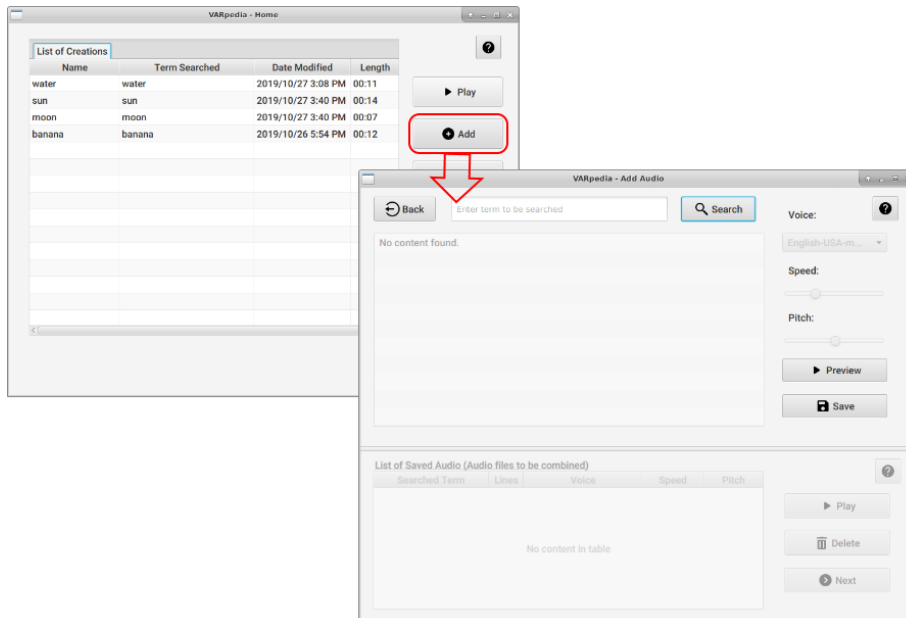 VARpedia - Home
List of Creations
Name Term Searched Date Modified Length
water water 2019/10/27 3:08 PM 00:11
sun sun 2019/10/27 3:40 PM 00:14
moon moon 2019/10/27 3:40 PM 00:07
banana banana 2019/10/26 5:54 PM 00:12
?
Play
Add
VARpedia - Add Audio
Back
Enter term to be searched
Search
?
No content found.
Voice:
English-USA-m...
Speed:
Pitch:
Preview
Save
List of Saved Audio (Audio files to be combined)
?
Searched Term Lines Voice Speed Pitch
No content in table
Play
Delete
Next